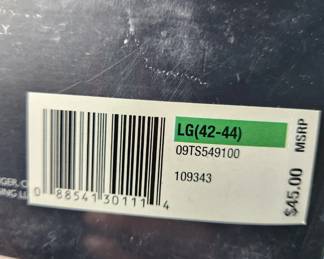 LG(42-44)
09TS549100
109343
MSRP
$45.00
0 88541 30111 4